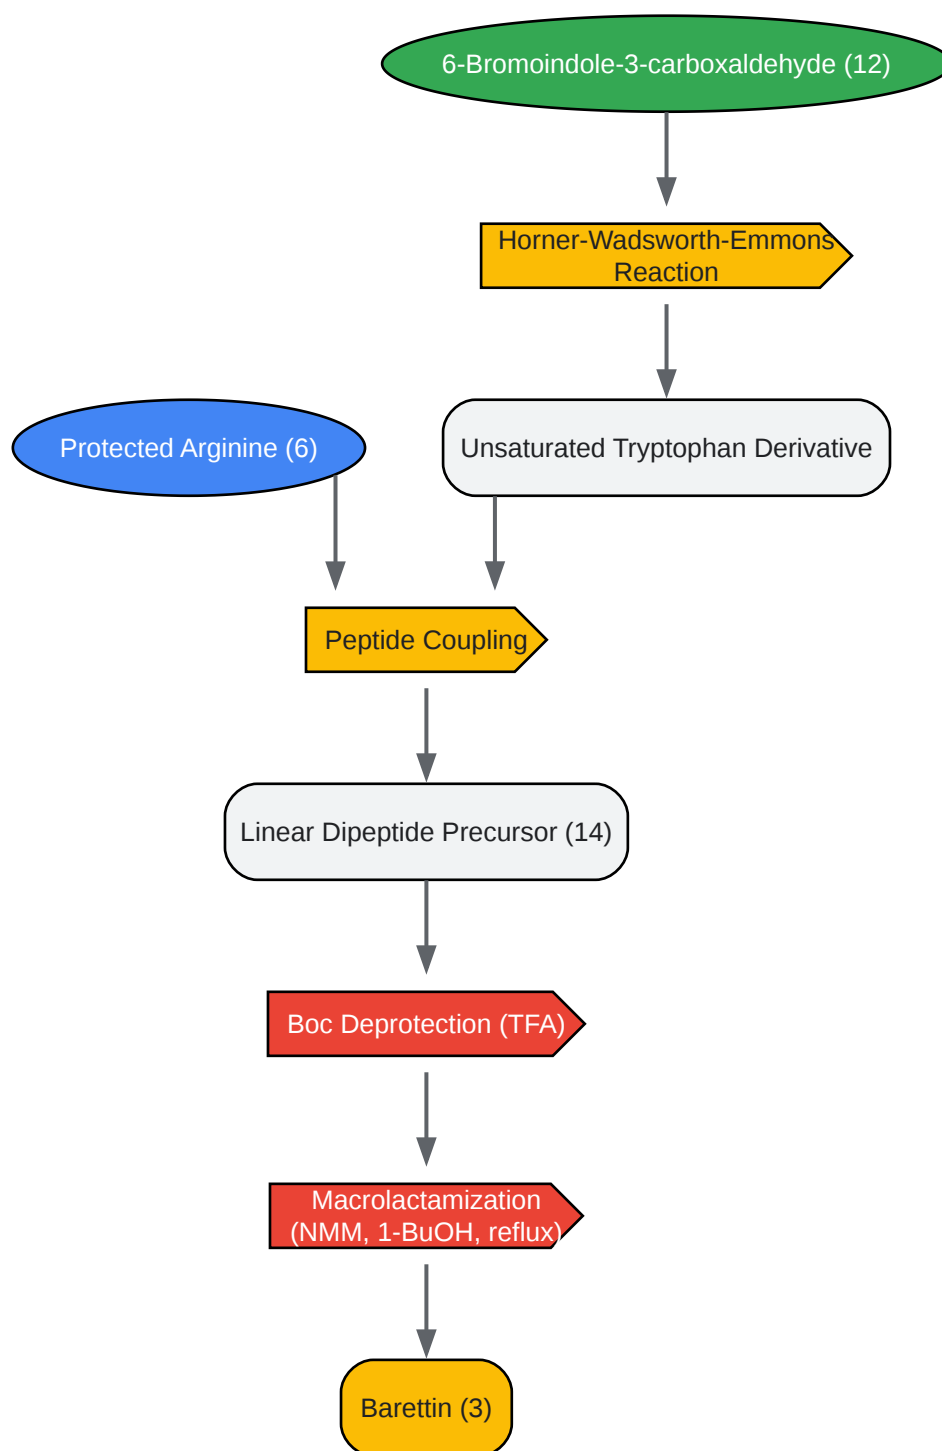 6-Bromoindole-3-carboxaldehyde (12)
Horner-Wadsworth-Emmons
Reaction
Protected Arginine (6)
Unsaturated Tryptophan Derivative
Peptide Coupling
Linear Dipeptide Precursor (14)
Boc Deprotection (TFA)
Macrolactamization
(NMM, 1-BuOH, reflux)
Barettin (3)